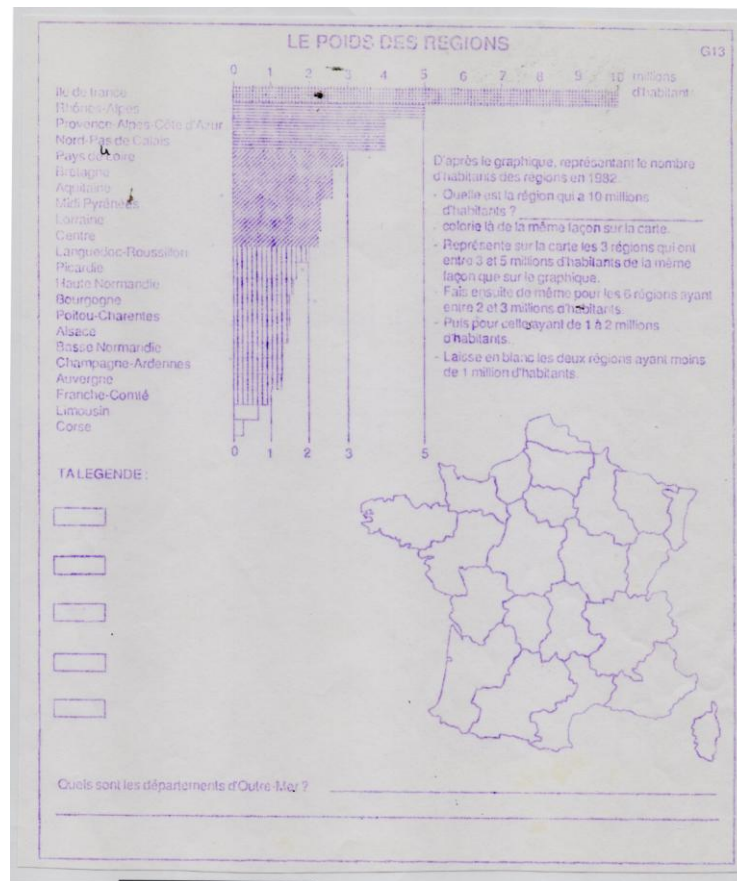 LE POIDS DES REGIONS
G13
0 1 2 3 4 5 6 7 8 9 10 millions
d'habitants
Ile de france
Rhônes-Alpes
Provence-Alpes-Côte d'Azur
Nord-Pas de Calais
Pays de Loire
Bretagne
Aquitaine
Midi Pyrénées
Lorraine
Centre
Languedoc-Roussillon
Picardie
Haute Normandie
Bourgogne
Poitou-Charentes
Alsace
Basse Normandie
Champagne-Ardennes
Auvergne
Franche-Comté
Limousin
Corse
0 1 2 3 5
D'après le graphique, représentant le nombre
d'habitants des régions en 1982.
- Quelle est la région qui a 10 millions
d'habitants ?
- colorie là de la même façon sur la carte.
- Représente sur la carte les 3 régions qui ont
entre 3 et 5 millions d'habitants de la même
façon que sur le graphique.
- Fais ensuite de même pour les 6 régions ayant
entre 2 et 3 millions d'habitants.
- Puis pour celles ayant de 1 à 2 millions
d'habitants.
- Laisse en blanc les deux régions ayant moins
de 1 million d'habitants.
TA LEGENDE :
Quels sont les départements d'Outre-Mer ?